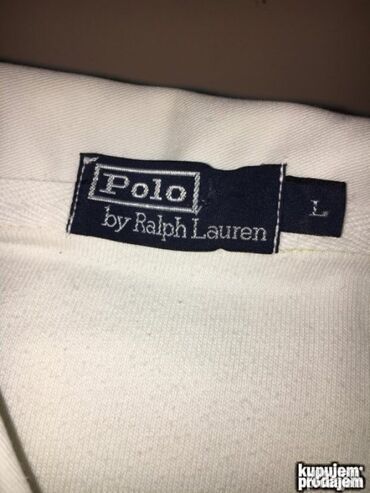 Polo
by Ralph Lauren
L
kupujem
prodajem